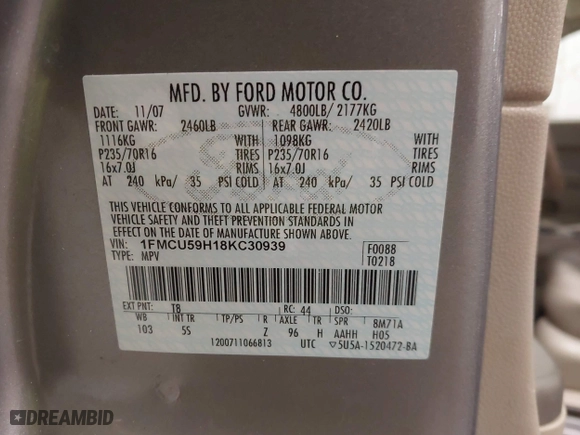 MFD. BY FORD MOTOR CO.
DATE: 11/07 GVWR: 4800LB/ 2177KG
FRONT GAWR: 2460LB REAR GAWR: 2420LB
1116KG WITH 1098KG WITH
P235/70R16 TIRES P235/70R16 TIRES
16x7.0J RIMS 16x7.0J RIMS
AT 240 kPa/ 35 PSI COLD AT 240 kPa/ 35 PSI COLD
THIS VEHICLE CONFORMS TO ALL APPLICABLE FEDERAL MOTOR
VEHICLE SAFETY AND THEFT PREVENTION STANDARDS IN
EFFECT ON THE DATE OF MANUFACTURE SHOWN ABOVE.
VIN: 1FMCU59H18KC30939 F0088
TYPE: MPV T0218
EXT PNT: T8 RC: 44 DSO:
WB INT TR TP/PS R AXLE TR SPR 8M71A
103 5S Z 96 H AAHH H05
1200711066813 UTC ▽5U5A-1520472-BA
DREAMBID